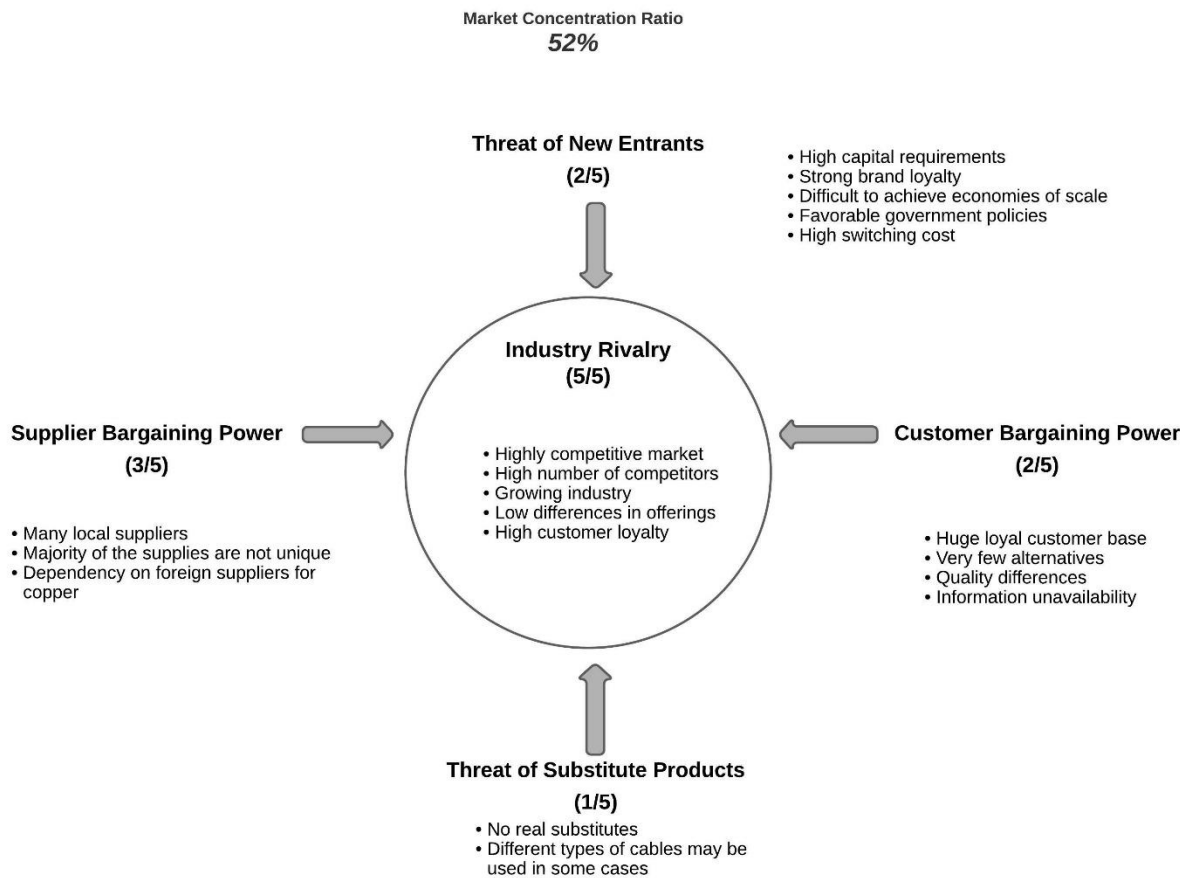 Market Concentration Ratio
52%
Threat of New Entrants
(2/5)
• High capital requirements
• Strong brand loyalty
• Difficult to achieve economies of scale
• Favorable government policies
• High switching cost
Industry Rivalry
(5/5)
• Highly competitive market
• High number of competitors
• Growing industry
• Low differences in offerings
• High customer loyalty
Supplier Bargaining Power
(3/5)
• Many local suppliers
• Majority of the supplies are not unique
• Dependency on foreign suppliers for
copper
Customer Bargaining Power
(2/5)
• Huge loyal customer base
• Very few alternatives
• Quality differences
• Information unavailability
Threat of Substitute Products
(1/5)
• No real substitutes
• Different types of cables may be
used in some cases